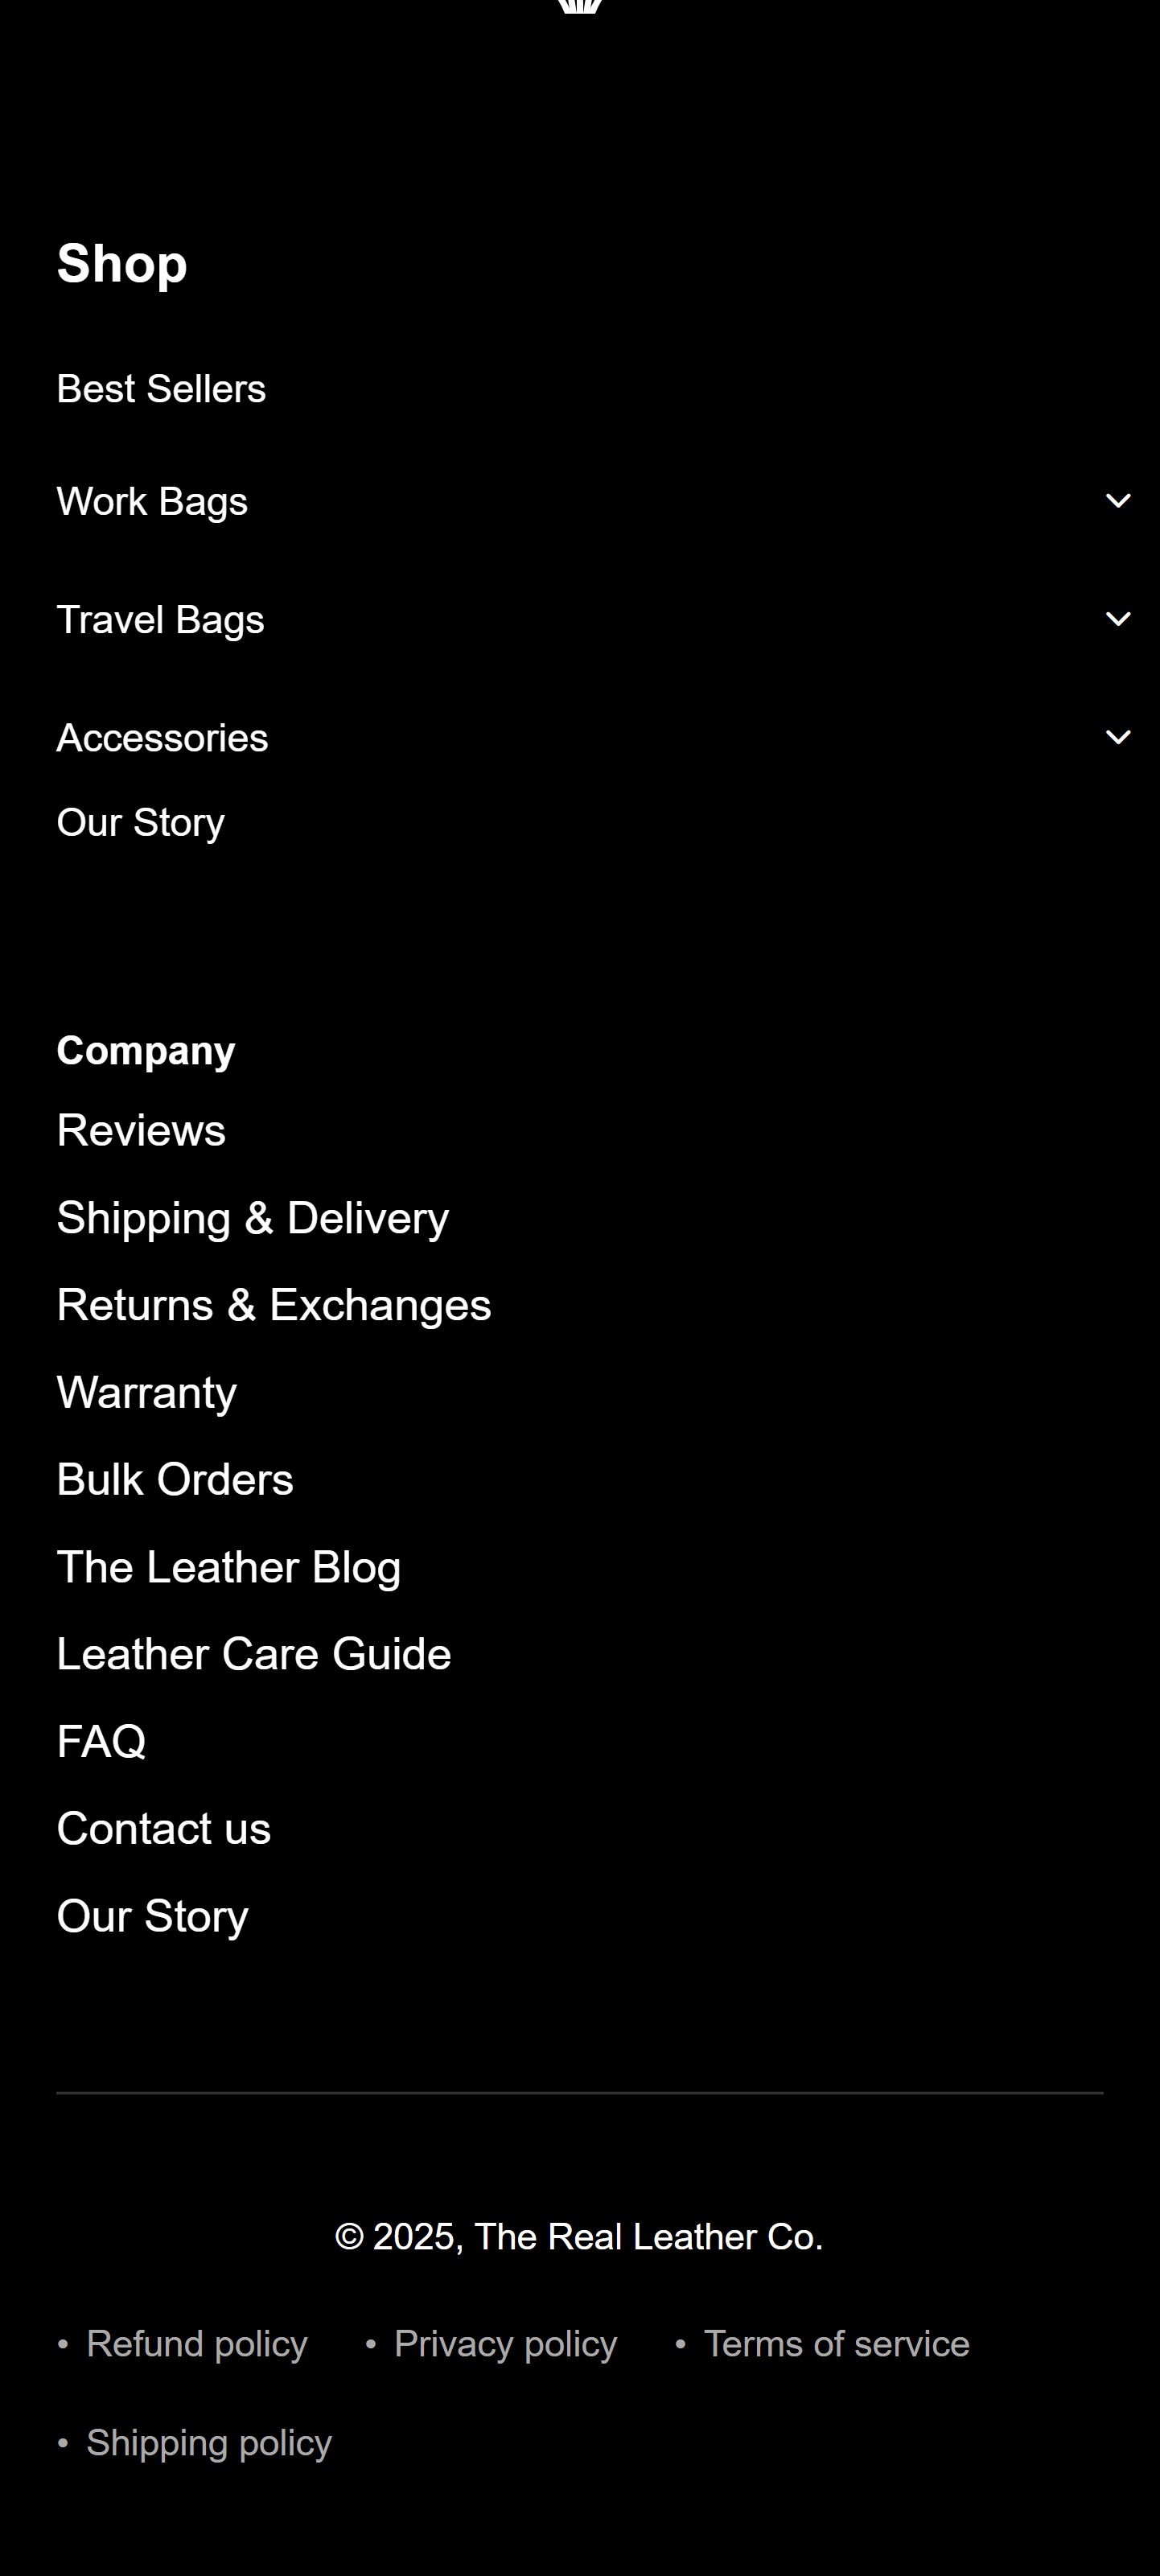 Shop
Best Sellers
Work Bags
Travel Bags
Accessories
Our Story
Company
Reviews
Shipping & Delivery
Returns & Exchanges
Warranty
Bulk Orders
The Leather Blog
Leather Care Guide
FAQ
Contact us
Our Story
© 2025, The Real Leather Co.
• Refund policy • Privacy policy • Terms of service
• Shipping policy